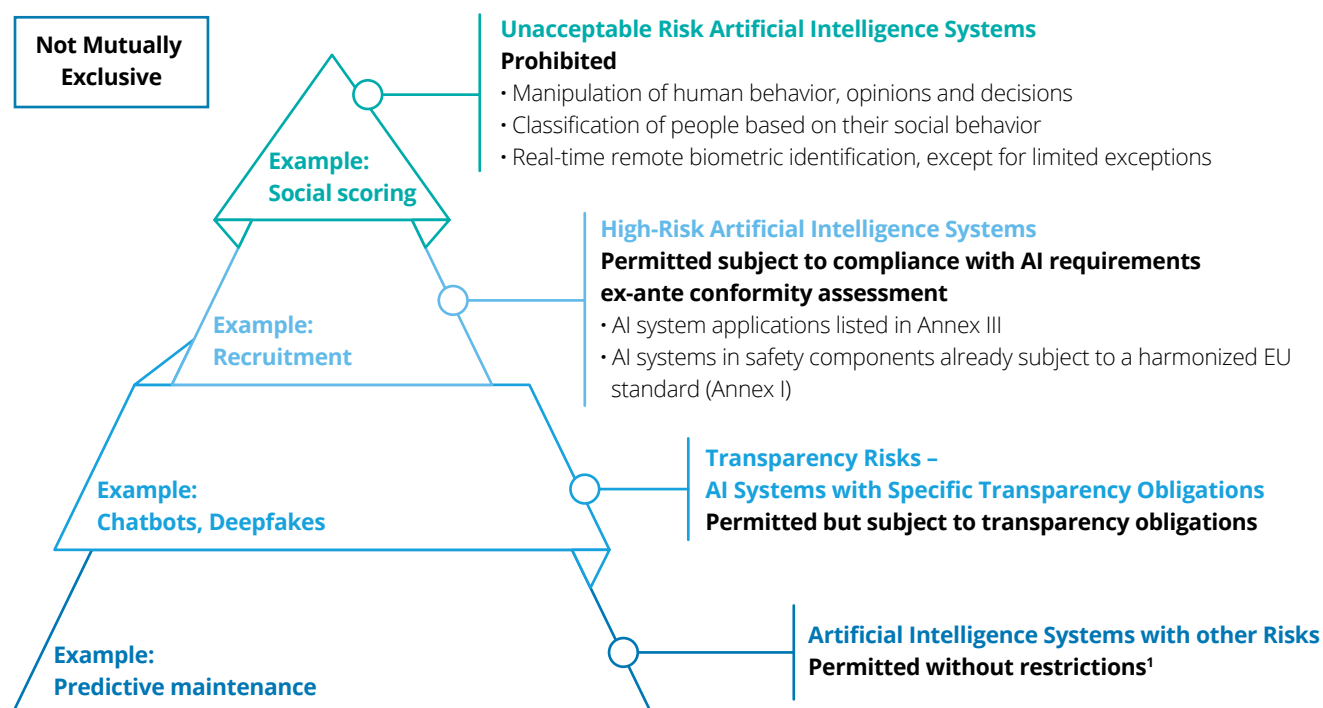 Not Mutually
Exclusive
Unacceptable Risk Artificial Intelligence Systems
Prohibited
• Manipulation of human behavior, opinions and decisions
• Classification of people based on their social behavior
• Real-time remote biometric identification, except for limited exceptions
Example:
Social scoring
High-Risk Artificial Intelligence Systems
Permitted subject to compliance with AI requirements
ex-ante conformity assessment
• AI system applications listed in Annex III
• AI systems in safety components already subject to a harmonized EU
standard (Annex I)
Example:
Recruitment
Transparency Risks –
AI Systems with Specific Transparency Obligations
Permitted but subject to transparency obligations
Example:
Chatbots, Deepfakes
Artificial Intelligence Systems with other Risks
Permitted without restrictions¹
Example:
Predictive maintenance